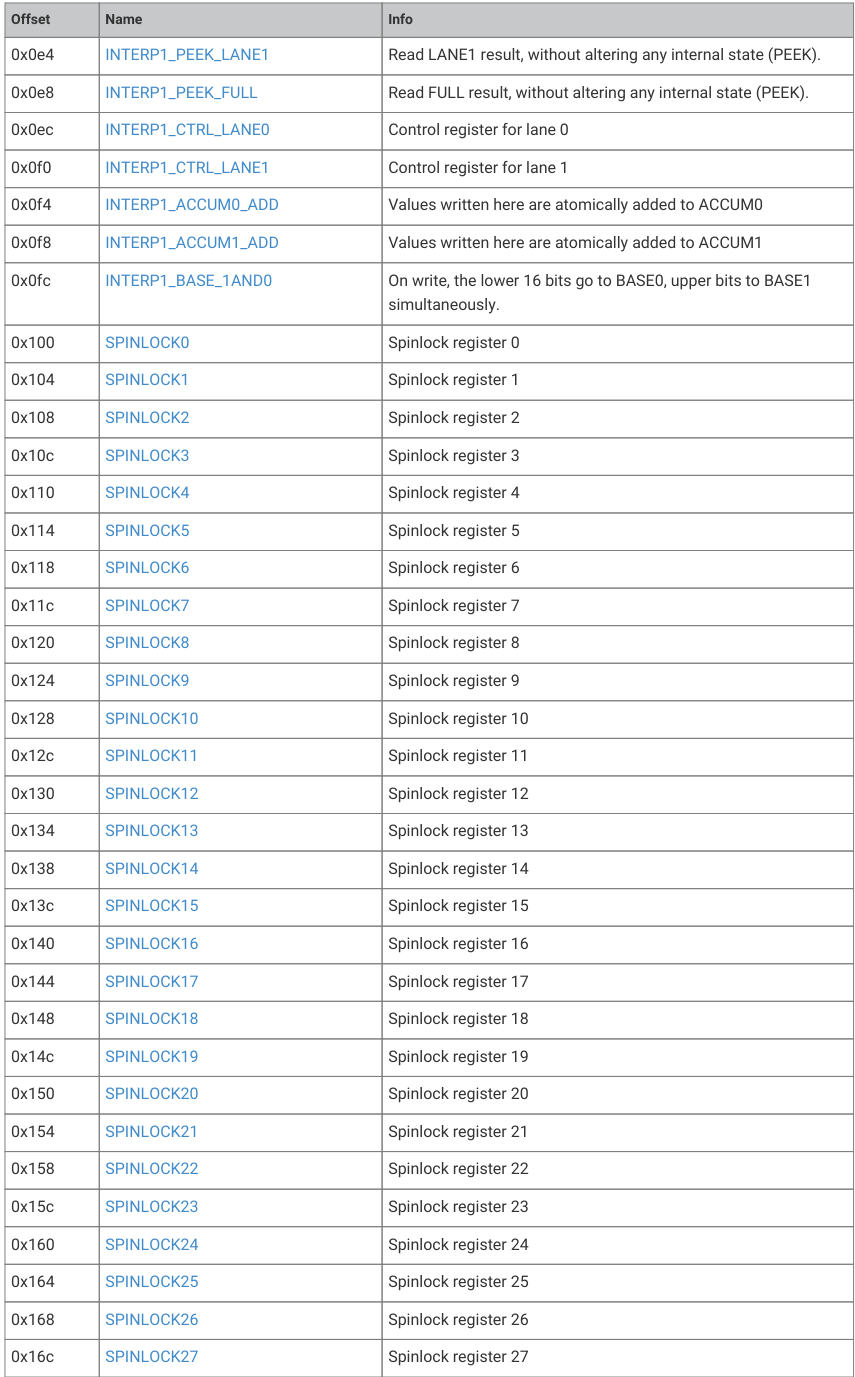 Offset Name Info
0x0e4 INTERP1_PEEK_LANE1 Read LANE1 result, without altering any internal state (PEEK).
0x0e8 INTERP1_PEEK_FULL Read FULL result, without altering any internal state (PEEK).
0x0ec INTERP1_CTRL_LANE0 Control register for lane 0
0x0f0 INTERP1_CTRL_LANE1 Control register for lane 1
0x0f4 INTERP1_ACCUM0_ADD Values written here are atomically added to ACCUM0
0x0f8 INTERP1_ACCUM1_ADD Values written here are atomically added to ACCUM1
0x0fc INTERP1_BASE_1AND0 On write, the lower 16 bits go to BASE0, upper bits to BASE1
simultaneously.
0x100 SPINLOCK0 Spinlock register 0
0x104 SPINLOCK1 Spinlock register 1
0x108 SPINLOCK2 Spinlock register 2
0x10c SPINLOCK3 Spinlock register 3
0x110 SPINLOCK4 Spinlock register 4
0x114 SPINLOCK5 Spinlock register 5
0x118 SPINLOCK6 Spinlock register 6
0x11c SPINLOCK7 Spinlock register 7
0x120 SPINLOCK8 Spinlock register 8
0x124 SPINLOCK9 Spinlock register 9
0x128 SPINLOCK10 Spinlock register 10
0x12c SPINLOCK11 Spinlock register 11
0x130 SPINLOCK12 Spinlock register 12
0x134 SPINLOCK13 Spinlock register 13
0x138 SPINLOCK14 Spinlock register 14
0x13c SPINLOCK15 Spinlock register 15
0x140 SPINLOCK16 Spinlock register 16
0x144 SPINLOCK17 Spinlock register 17
0x148 SPINLOCK18 Spinlock register 18
0x14c SPINLOCK19 Spinlock register 19
0x150 SPINLOCK20 Spinlock register 20
0x154 SPINLOCK21 Spinlock register 21
0x158 SPINLOCK22 Spinlock register 22
0x15c SPINLOCK23 Spinlock register 23
0x160 SPINLOCK24 Spinlock register 24
0x164 SPINLOCK25 Spinlock register 25
0x168 SPINLOCK26 Spinlock register 26
0x16c SPINLOCK27 Spinlock register 27